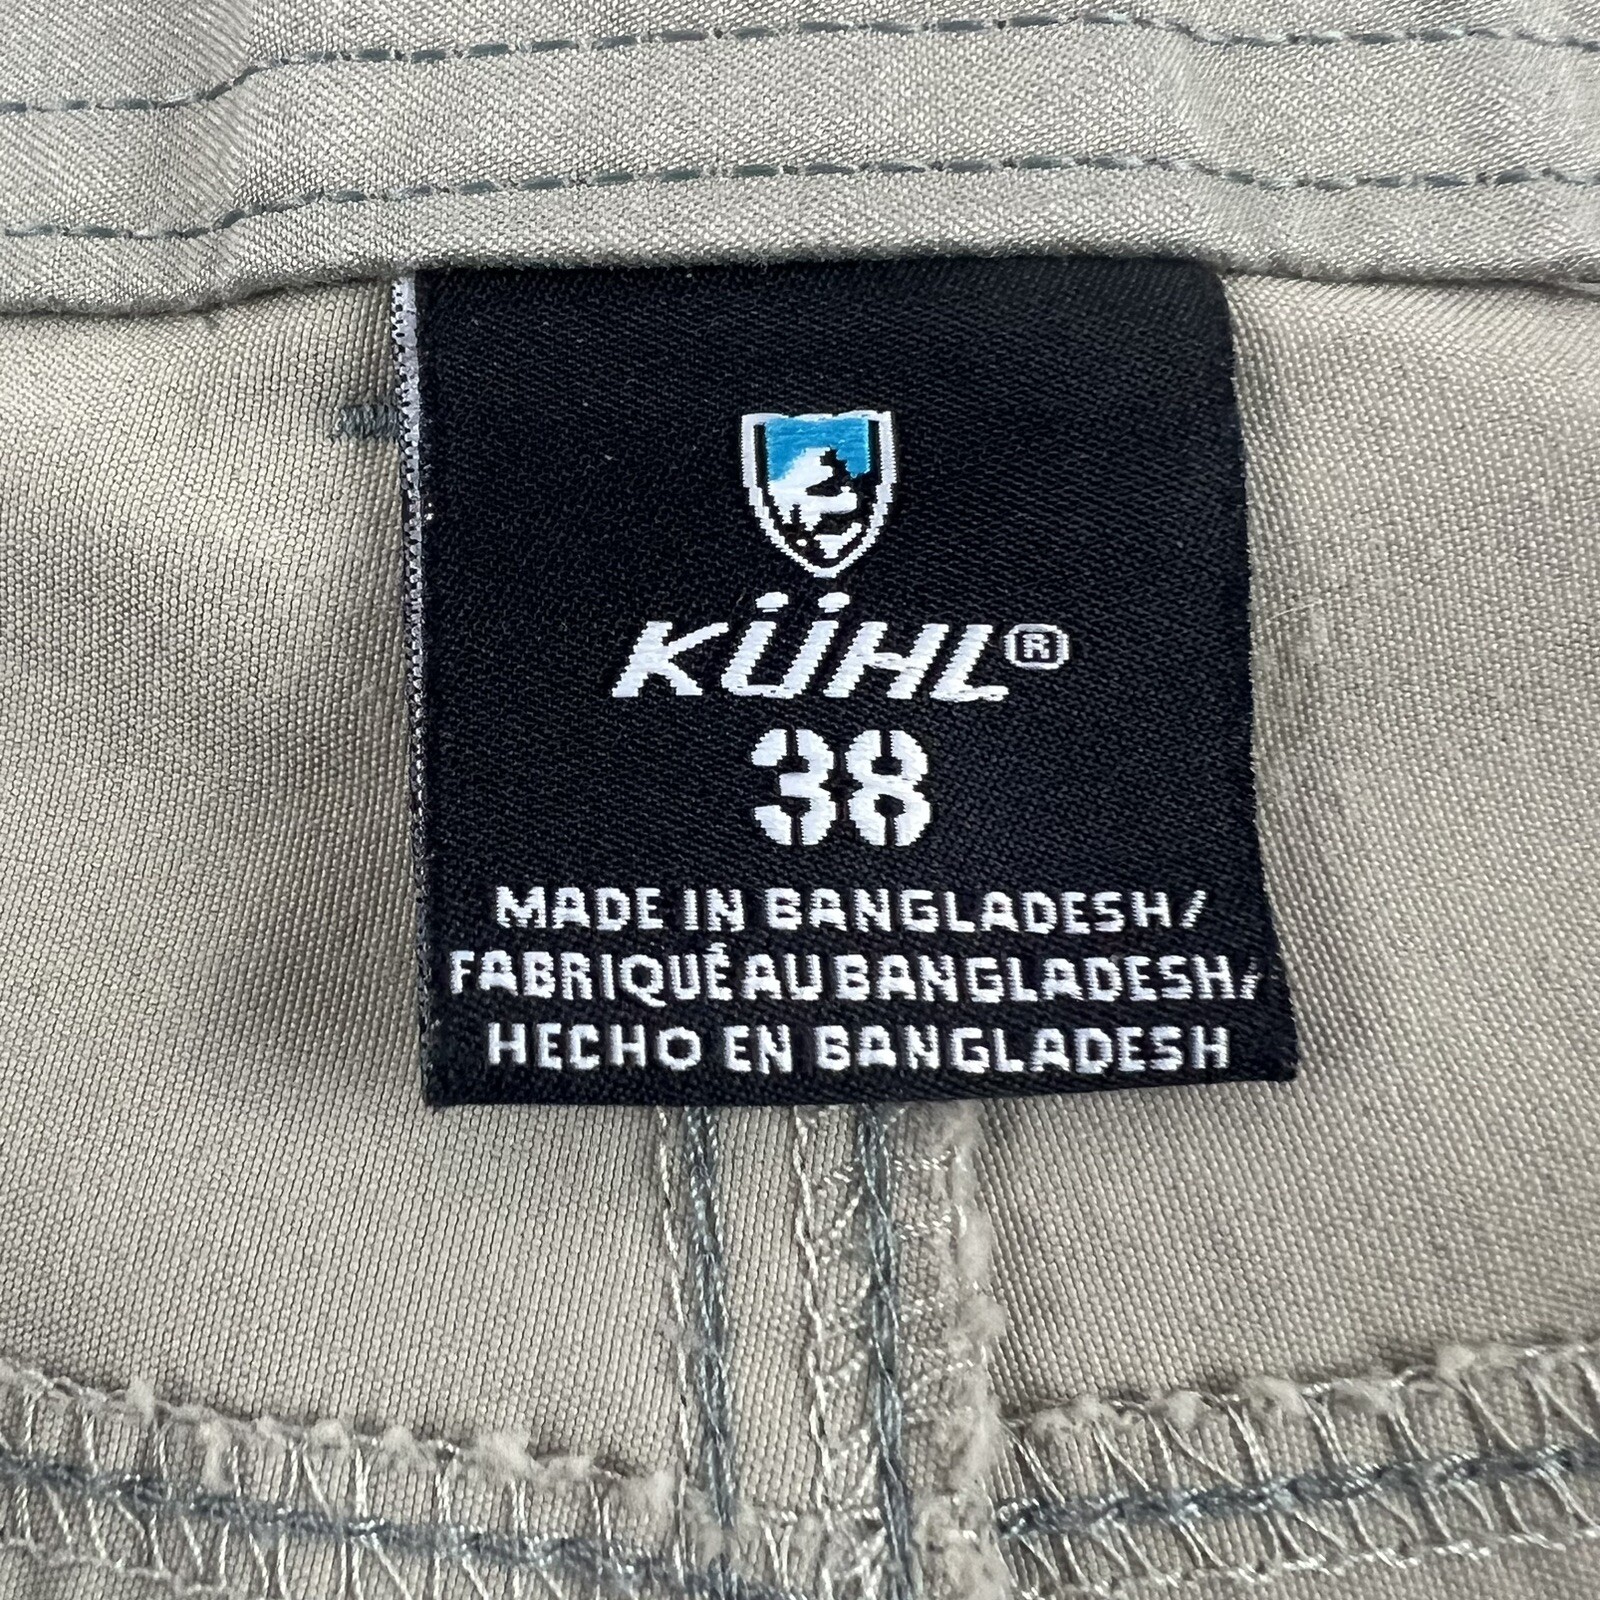 KÜHL®
38
MADE IN BANGLADESH/
FABRIQUÉ AU BANGLADESH/
HECHO EN BANGLADESH